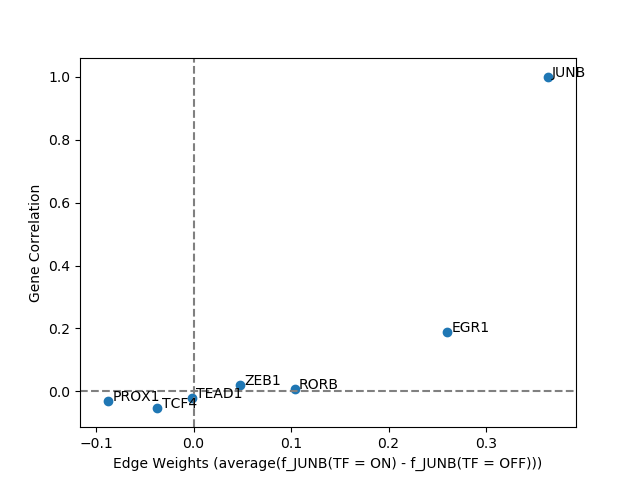 1.0
JUNB
0.8
0.6
Gene Correlation
0.4
0.2
EGR1
0.0
PROX1
TCF4
TEAD1
ZEB1
RORB
−0.1
0.0
0.1
0.2
0.3
Edge Weights (average(f_JUNB(TF = ON) - f_JUNB(TF = OFF)))